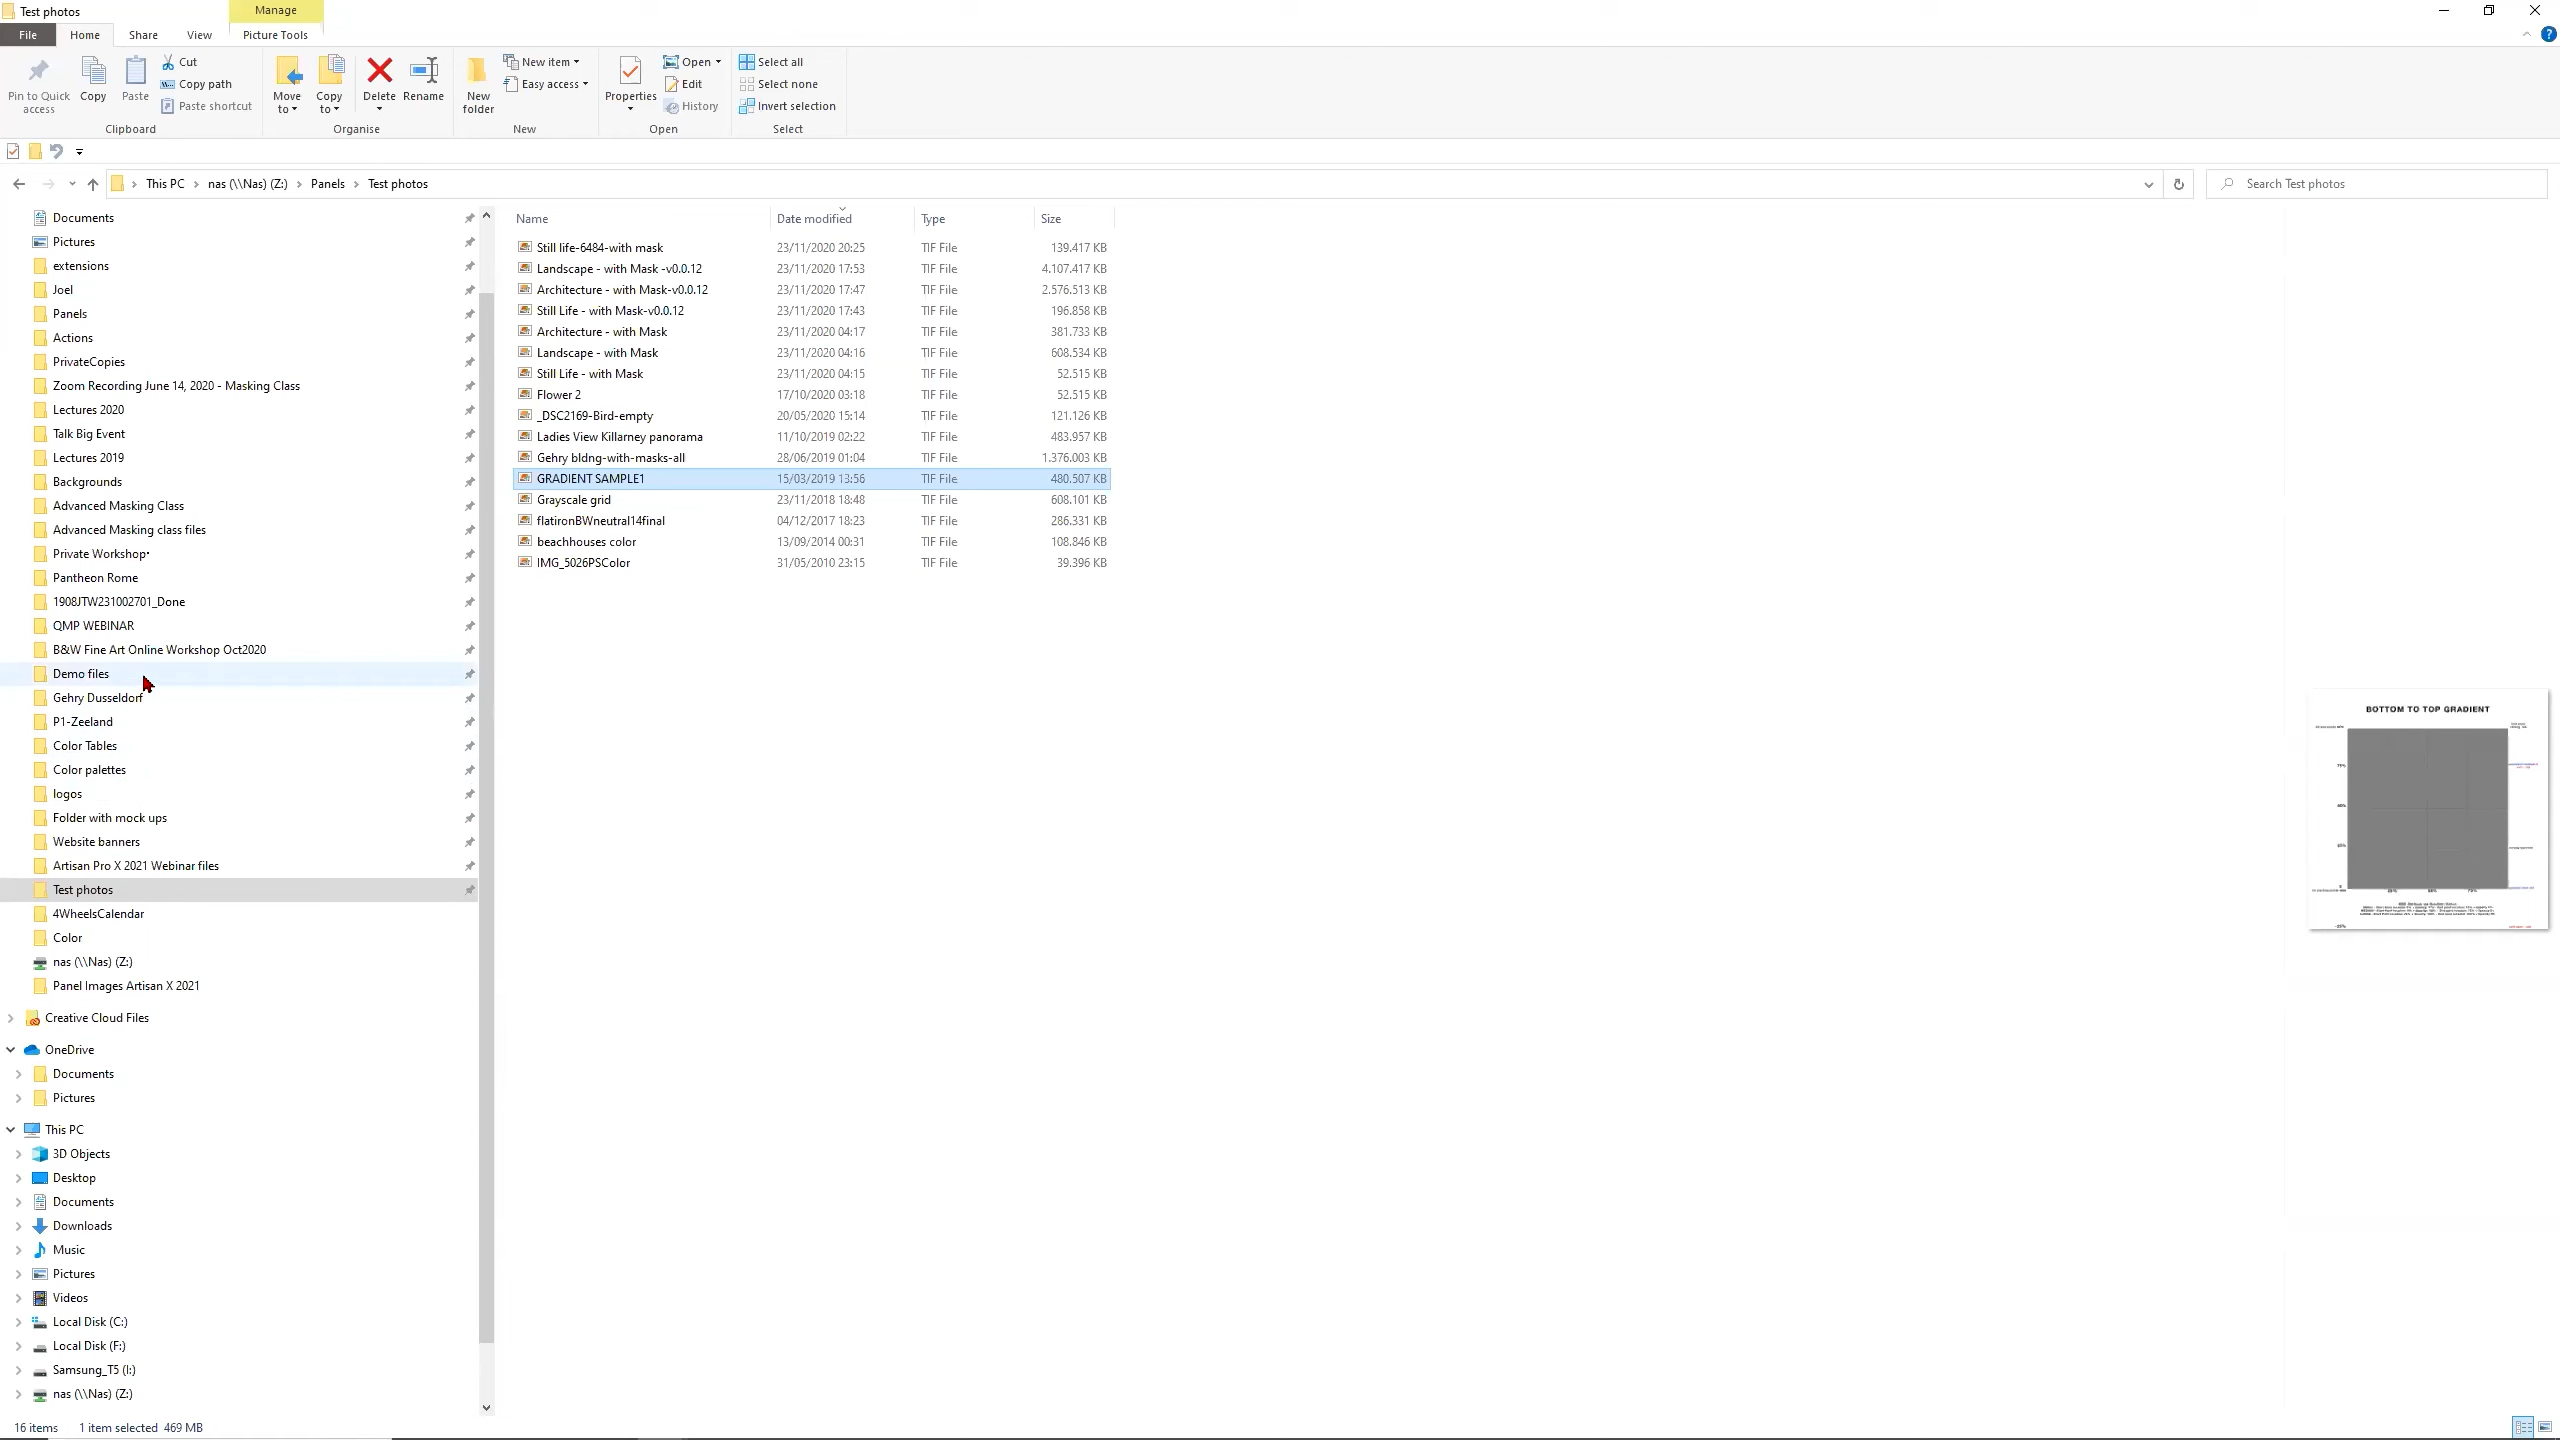 Test photos
Manage
File
Home
Share
View
Picture Tools
Pin to Quick access
Copy
Paste
Cut
Copy path
Paste shortcut
Clipboard
Move to
Copy to
Delete
Rename
Organise
New folder
New item
Easy access
New
Properties
Open
Edit
History
Open
Select all
Select none
Invert selection
Select
This PC
nas (\\Nas) (Z:)
Panels
Test photos
Search Test photos
Documents
Pictures
extensions
Joel
Panels
Actions
PrivateCopies
Zoom Recording June 14, 2020 - Masking Class
Lectures 2020
Talk Big Event
Lectures 2019
Backgrounds
Advanced Masking Class
Advanced Masking class files
Private Workshop·
Pantheon Rome
1908JTW231002701_Done
QMP WEBINAR
B&W Fine Art Online Workshop Oct2020
Demo files
Gehry Dusseldorf
P1-Zeeland
Color Tables
Color palettes
logos
Folder with mock ups
Website banners
Artisan Pro X 2021 Webinar files
Test photos
4WheelsCalendar
Color
nas (\\Nas) (Z:)
Panel Images Artisan X 2021
Creative Cloud Files
OneDrive
Documents
Pictures
This PC
3D Objects
Desktop
Documents
Downloads
Music
Pictures
Videos
Local Disk (C:)
Local Disk (F:)
Samsung_T5 (I:)
nas (\\Nas) (Z:)
Name Date modified Type Size
Still life-6484-with mask 23/11/2020 20:25 TIF File 139.417 KB
Landscape - with Mask -v0.0.12 23/11/2020 17:53 TIF File 4.107.417 KB
Architecture - with Mask-v0.0.12 23/11/2020 17:47 TIF File 2.576.513 KB
Still Life - with Mask-v0.0.12 23/11/2020 17:43 TIF File 196.858 KB
Architecture - with Mask 23/11/2020 04:17 TIF File 381.733 KB
Landscape - with Mask 23/11/2020 04:16 TIF File 608.534 KB
Still Life - with Mask 23/11/2020 04:15 TIF File 52.515 KB
Flower 2 17/10/2020 03:18 TIF File 52.515 KB
_DSC2169-Bird-empty 20/05/2020 15:14 TIF File 121.126 KB
Ladies View Killarney panorama 11/10/2019 02:22 TIF File 483.957 KB
Gehry bldng-with-masks-all 28/06/2019 01:04 TIF File 1.376.003 KB
GRADIENT SAMPLE1 15/03/2019 13:56 TIF File 480.507 KB
Grayscale grid 23/11/2018 18:48 TIF File 608.101 KB
flatironBWneutral14final 04/12/2017 18:23 TIF File 286.331 KB
beachhouses color 13/09/2014 00:31 TIF File 108.846 KB
IMG_5026PSColor 31/05/2010 23:15 TIF File 39.396 KB
BOTTOM TO TOP GRADIENT
16 items 1 item selected 469 MB